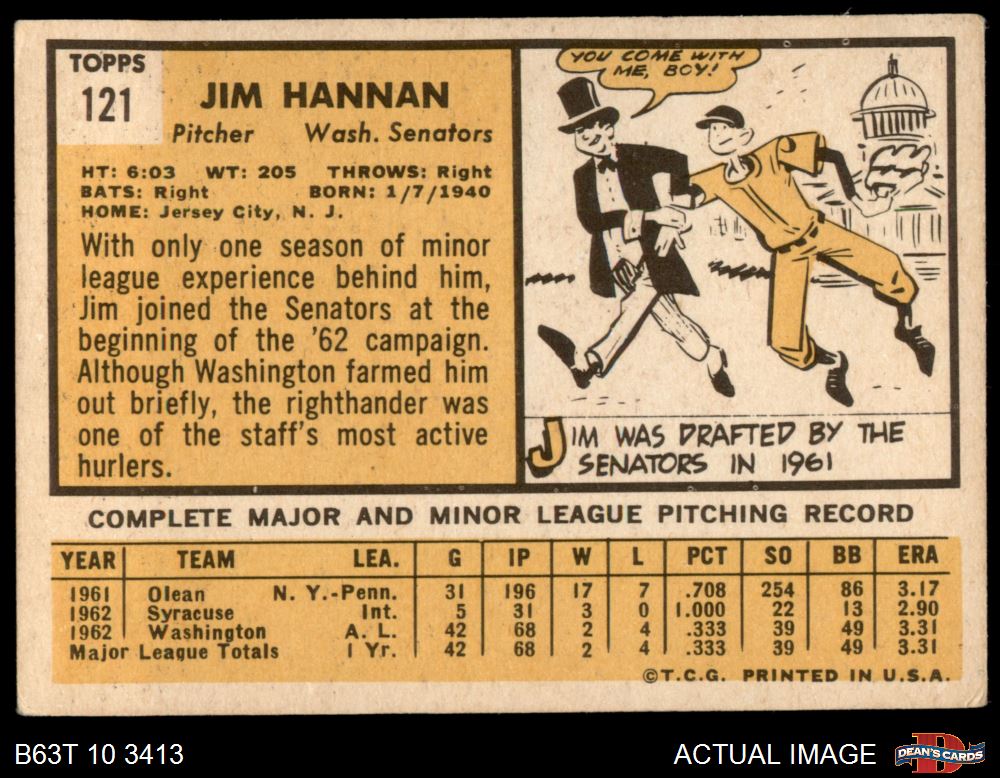 TOPPS
121
JIM HANNAN
Pitcher Wash. Senators
HT: 6:03 WT: 205 THROWS: Right
BATS: Right BORN: 1/7/1940
HOME: Jersey City, N. J.
With only one season of minor
league experience behind him,
Jim joined the Senators at the
beginning of the '62 campaign.
Although Washington farmed him
out briefly, the righthander was
one of the staff's most active
hurlers.
YOU COME WITH
ME, BOY!
JIM WAS DRAFTED BY THE
SENATORS IN 1961
COMPLETE MAJOR AND MINOR LEAGUE PITCHING RECORD
YEAR TEAM LEA. G IP W L PCT SO BB ERA
1961 Olean N. Y.-Penn. 31 196 17 7 .708 254 86 3.17
1962 Syracuse Int. 5 31 3 0 1.000 22 13 2.90
1962 Washington A. L. 42 68 2 4 .333 39 49 3.31
Major League Totals 1 Yr. 42 68 2 4 .333 39 49 3.31
©T.C.G. PRINTED IN U.S.A.
B63T 10 3413
ACTUAL IMAGE
D
DEAN'S CARDS